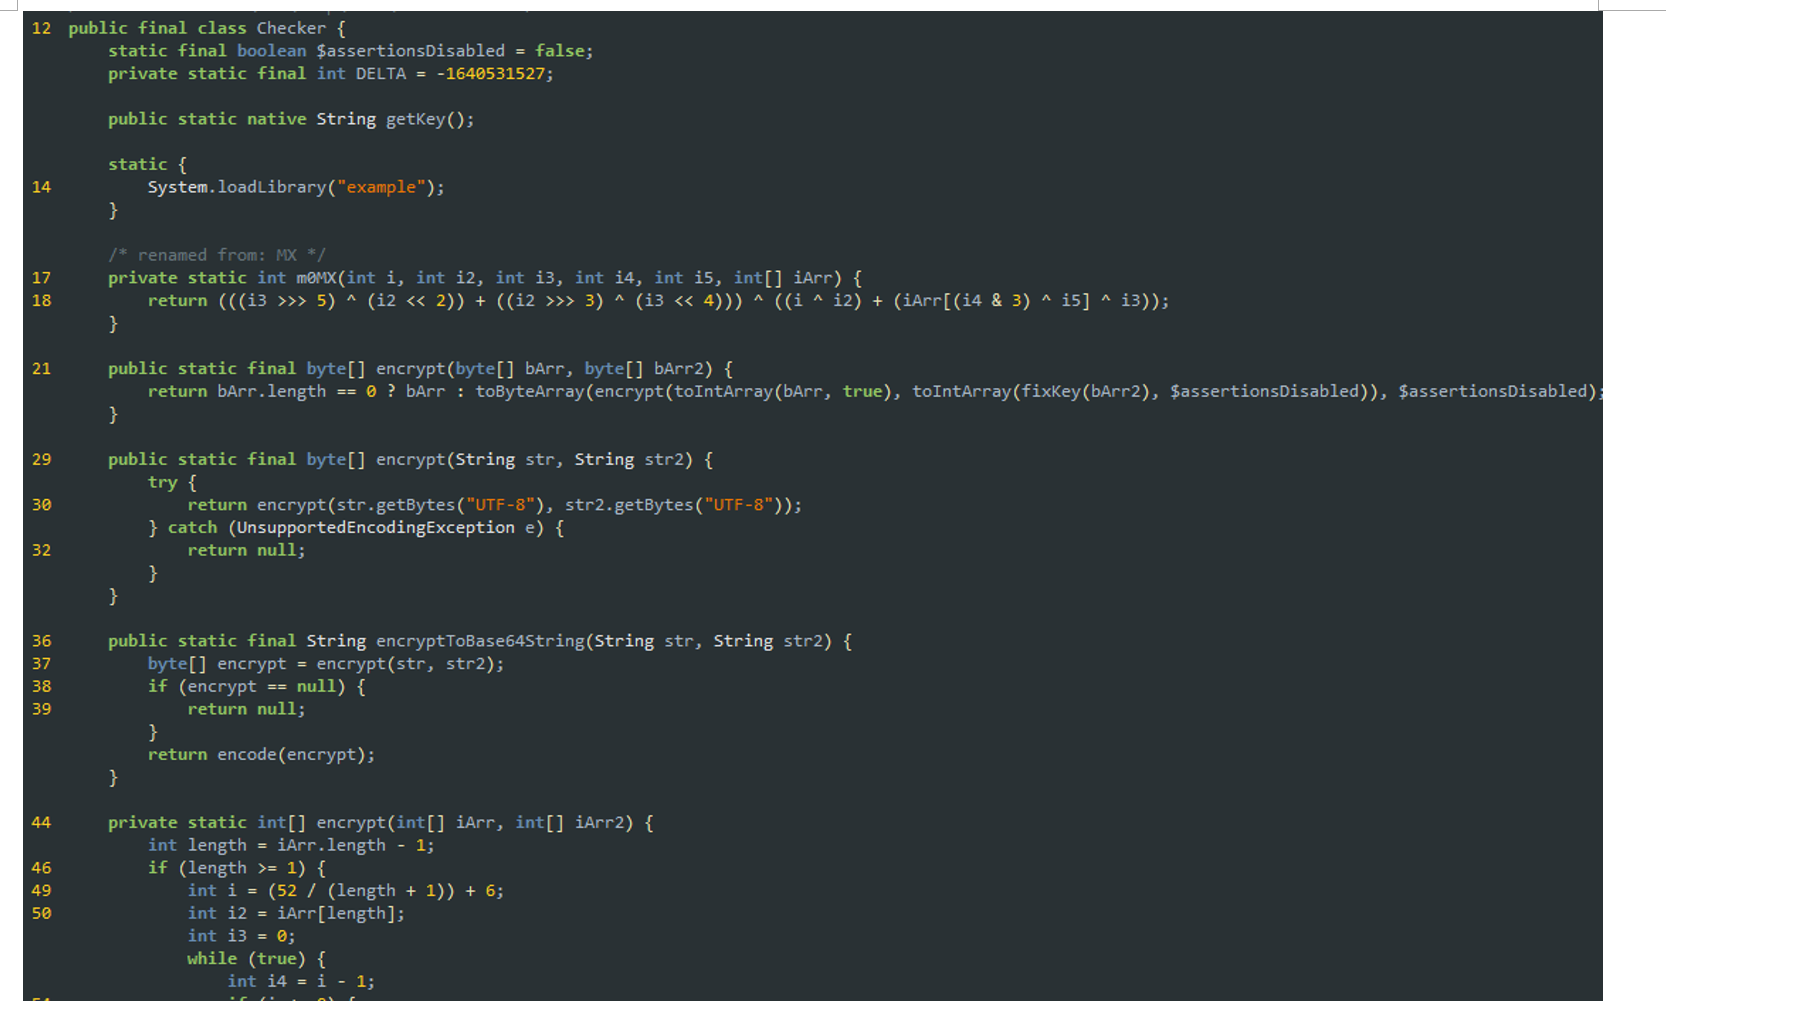 12 public final class Checker {
static final boolean $assertionsDisabled = false;
private static final int DELTA = -1640531527;
public static native String getKey();
static {
14 System.loadLibrary("example");
}
/* renamed from: MX */
17 private static int m0MX(int i, int i2, int i3, int i4, int i5, int[] iArr) {
18 return (((i3 >>> 5) ^ (i2 << 2)) + ((i2 >>> 3) ^ (i3 << 4))) ^ ((i ^ i2) + (iArr[(i4 & 3) ^ i5] ^ i3));
}
21 public static final byte[] encrypt(byte[] bArr, byte[] bArr2) {
return bArr.length == 0 ? bArr : toByteArray(encrypt(toIntArray(bArr, true), toIntArray(fixKey(bArr2), $assertionsDisabled)), $assertionsDisabled);
}
29 public static final byte[] encrypt(String str, String str2) {
try {
30 return encrypt(str.getBytes("UTF-8"), str2.getBytes("UTF-8"));
} catch (UnsupportedEncodingException e) {
32 return null;
}
}
36 public static final String encryptToBase64String(String str, String str2) {
37 byte[] encrypt = encrypt(str, str2);
38 if (encrypt == null) {
39 return null;
}
return encode(encrypt);
}
44 private static int[] encrypt(int[] iArr, int[] iArr2) {
int length = iArr.length - 1;
46 if (length >= 1) {
49 int i = (52 / (length + 1)) + 6;
50 int i2 = iArr[length];
int i3 = 0;
while (true) {
int i4 = i - 1;